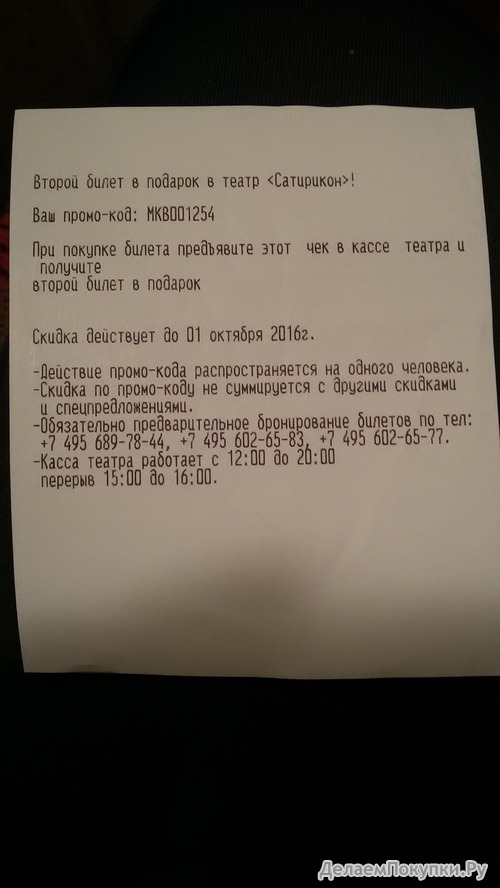 Второй билет в подарок в театр <Сатирикон>!
Ваш промо-код: MKB001254
При покупке билета предъявите этот чек в кассе театра и
получите
второй билет в подарок
Скидка действует до 01 октября 2016г.
-Действие промо-кода распространяется на одного человека.
-Скидка по промо-коду не суммируется с другими скидками
и спецпредложениями.
-Обязательно предварительное бронирование билетов по тел:
+7 495 689-78-44, +7 495 602-65-83, +7 495 602-65-77.
-Касса театра работает с 12:00 до 20:00
перерыв 15:00 до 16:00.
ДелаемПокупки.Ру